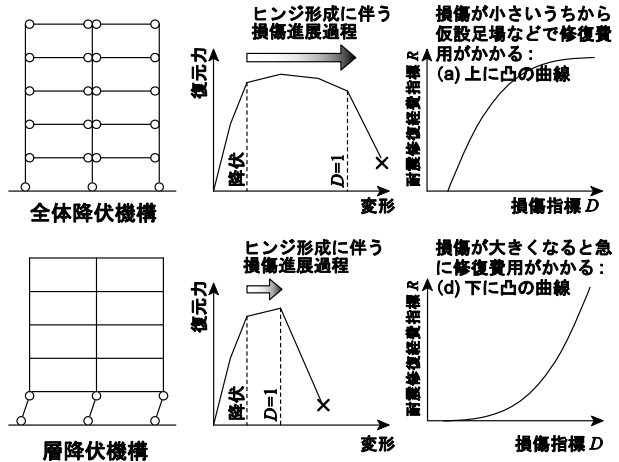 ヒンジ形成に伴う
損傷進展過程
復元力
降伏
D=1
変形
全体降伏機構
損傷が小さいうちから
仮設足場などで修復費
用がかかる：
(a) 上に凸の曲線
耐震修復経費指標 R
損傷指標 D
ヒンジ形成に伴う
損傷進展過程
復元力
降伏
D=1
変形
層降伏機構
損傷が大きくなると急
に修復費用がかかる：
(d) 下に凸の曲線
耐震修復経費指標 R
損傷指標 D